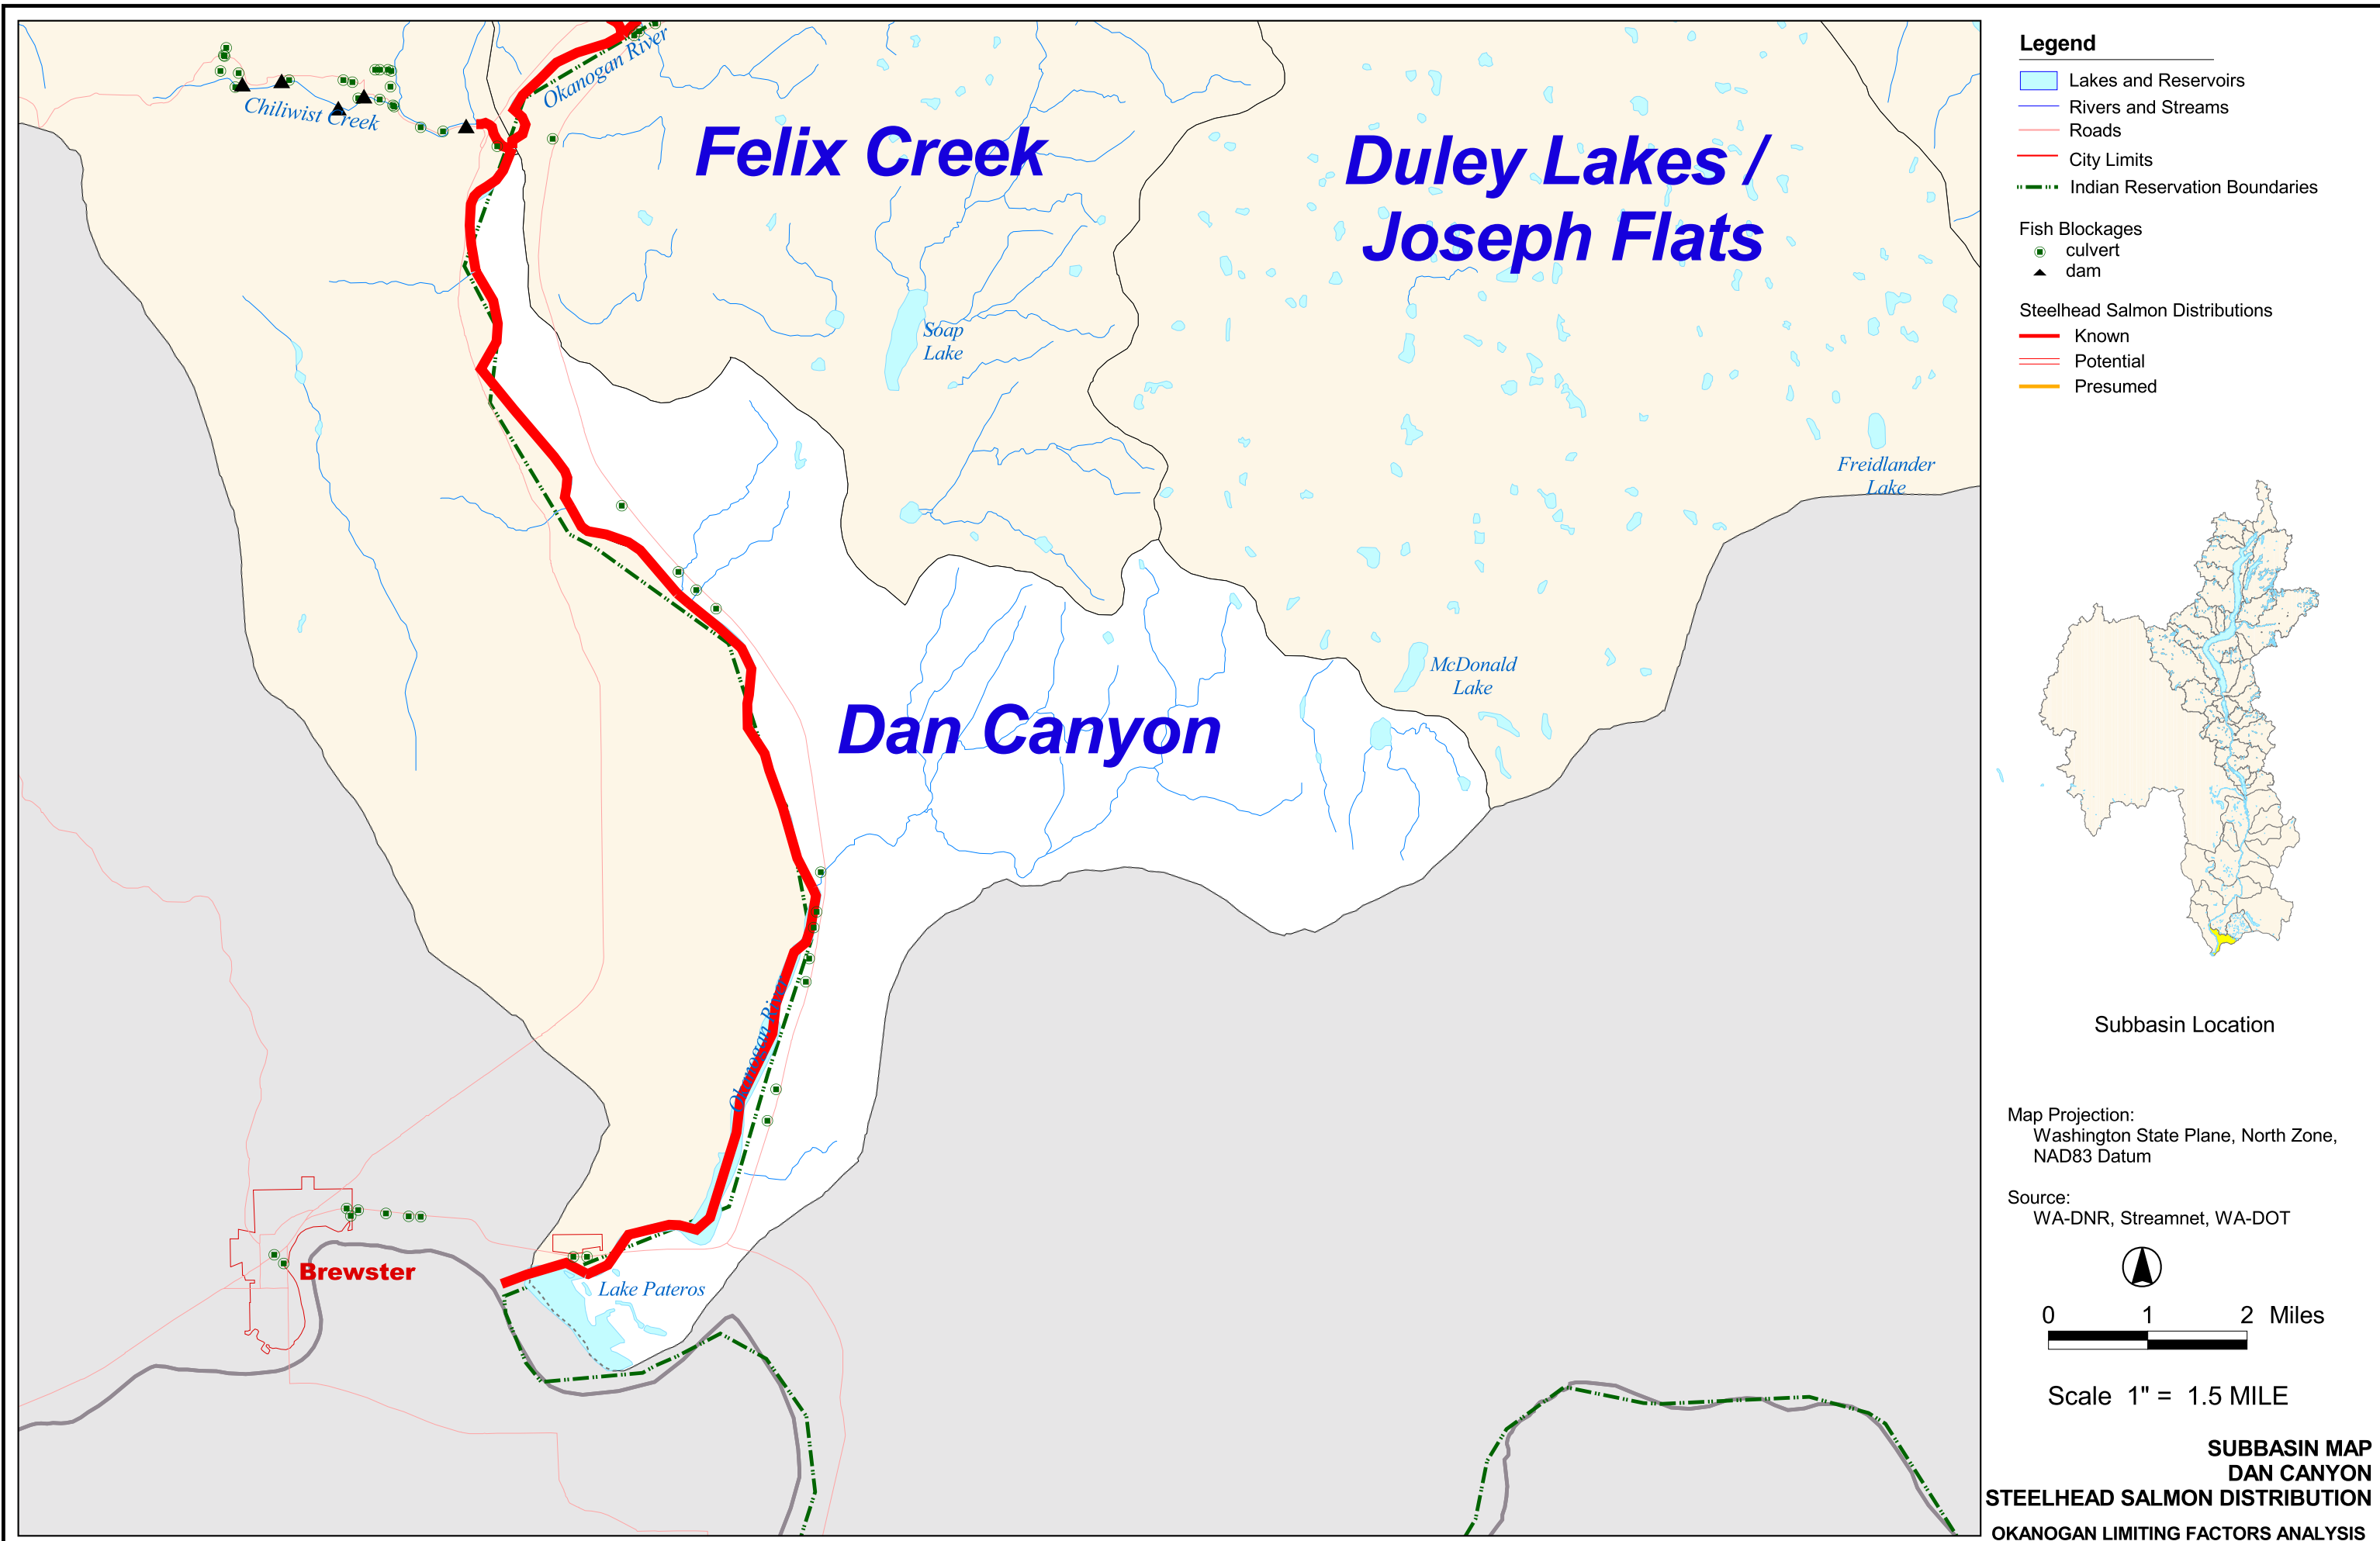 Okanogan River
Chiliwist Creek
Felix Creek
Duley Lakes /
Joseph Flats
Soap
Lake
Freidlander
Lake
McDonald
Lake
Dan Canyon
Okanogan River
Brewster
Lake Pateros
Legend
Lakes and Reservoirs
Rivers and Streams
Roads
City Limits
Indian Reservation Boundaries
Fish Blockages
culvert
dam
Steelhead Salmon Distributions
Known
Potential
Presumed
Subbasin Location
Map Projection:
Washington State Plane, North Zone,
NAD83 Datum
Source:
WA-DNR, Streamnet, WA-DOT
0 1 2 Miles
Scale 1" = 1.5 MILE
SUBBASIN MAP
DAN CANYON
STEELHEAD SALMON DISTRIBUTION
OKANOGAN LIMITING FACTORS ANALYSIS